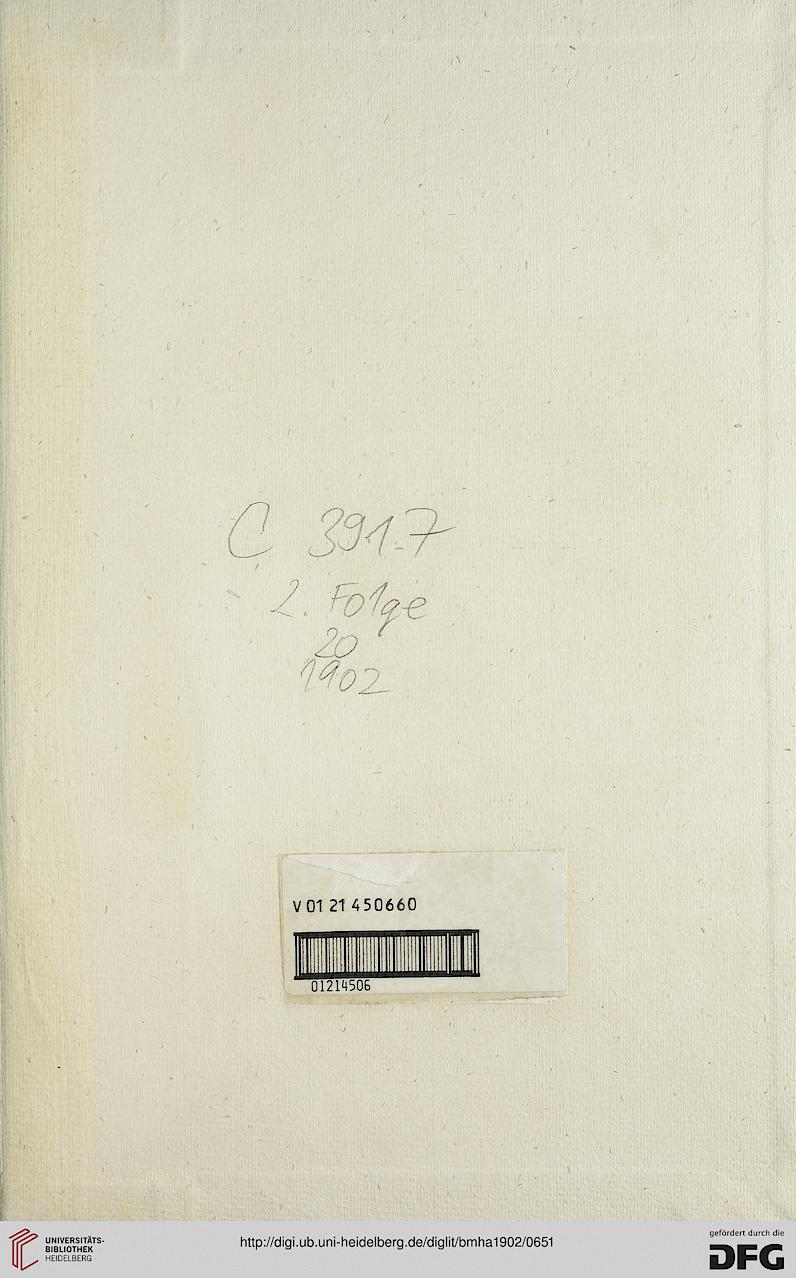 C 391-7
2. Folge
20
1902
V 01 21 450660
01214506
UNIVERSITÄTS-
BIBLIOTHEK
HEIDELBERG
http://digi.ub.uni-heidelberg.de/diglit/bmha1902/0651
gefördert durch die
DFG